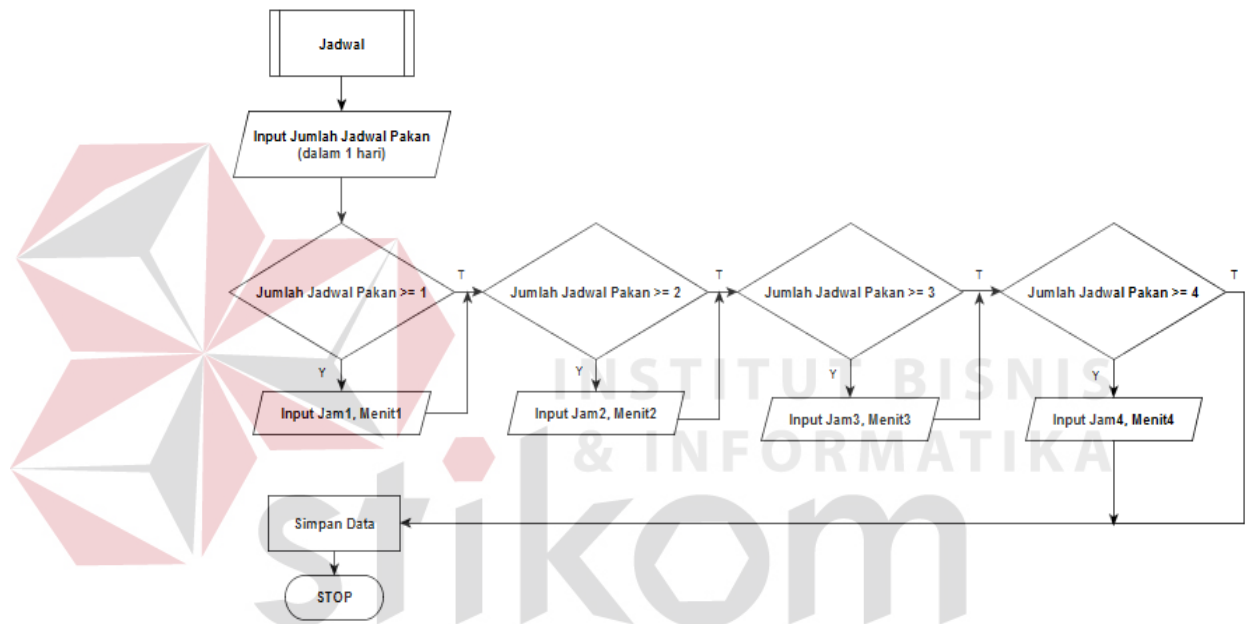 Jadwal
Input Jumlah Jadwal Pakan
(dalam 1 hari)
Jumlah Jadwal Pakan >= 1
T
Jumlah Jadwal Pakan >= 2
T
Jumlah Jadwal Pakan >= 3
T
Jumlah Jadwal Pakan >= 4
T
Y
Y
Y
Y
Input Jam1, Menit1
Input Jam2, Menit2
Input Jam3, Menit3
Input Jam4, Menit4
INSTITUT BISNIS
& INFORMATIKA
stikom
Simpan Data
STOP